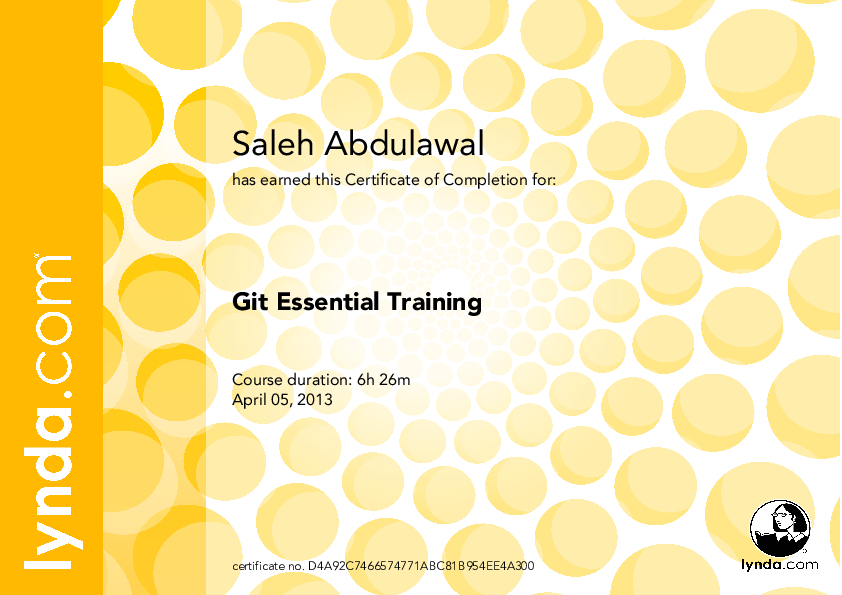 lynda.com™
Saleh Abdulawal
has earned this Certificate of Completion for:
Git Essential Training
Course duration: 6h 26m
April 05, 2013
certificate no. D4A92C7466574771ABC81B954EE4A300
lynda.com